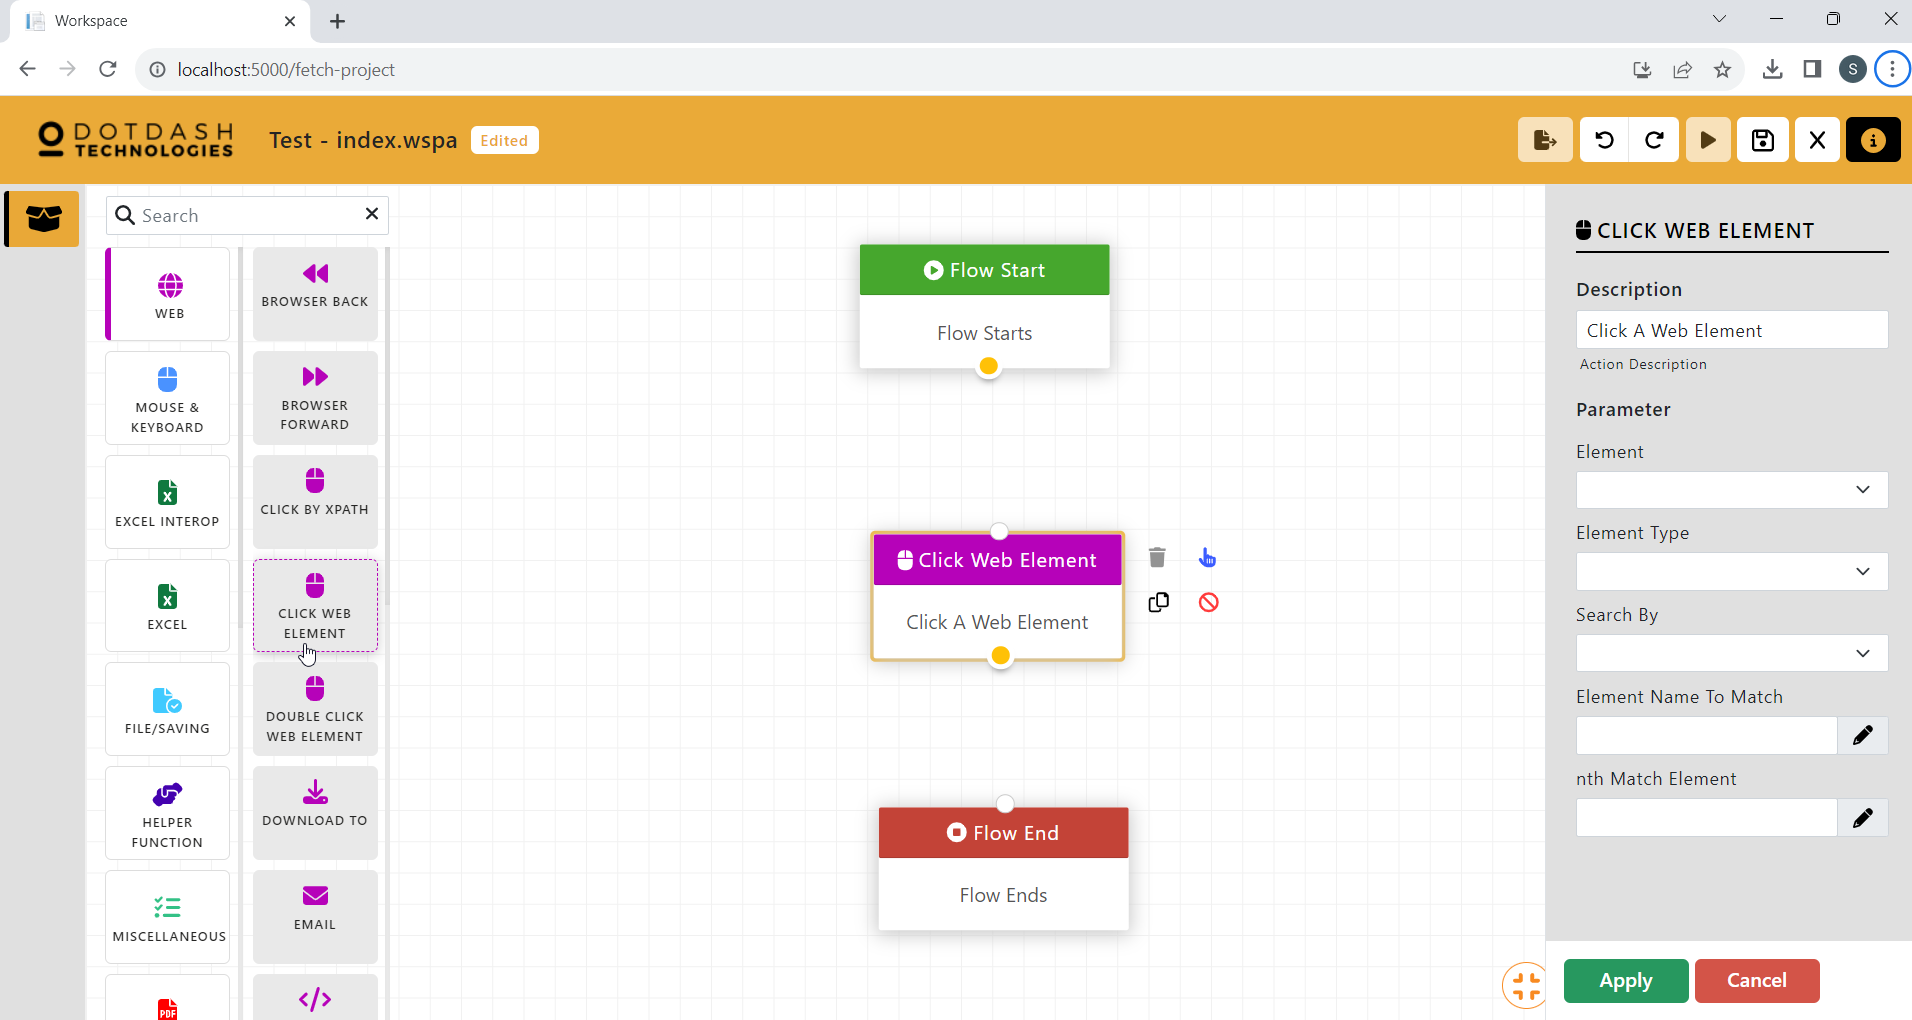 Workspace
localhost:5000/fetch-project
S
DOTDASH
TECHNOLOGIES
Test - index.wspa
Edited
Search
WEB
BROWSER BACK
MOUSE &
KEYBOARD
BROWSER
FORWARD
EXCEL INTEROP
CLICK BY XPATH
EXCEL
CLICK WEB
ELEMENT
FILE/SAVING
DOUBLE CLICK
WEB ELEMENT
HELPER
FUNCTION
DOWNLOAD TO
MISCELLANEOUS
EMAIL
PDF
Flow Start
Flow Starts
Click Web Element
Click A Web Element
Flow End
Flow Ends
CLICK WEB ELEMENT
Description
Click A Web Element
Action Description
Parameter
Element
Element Type
Search By
Element Name To Match
nth Match Element
Apply
Cancel